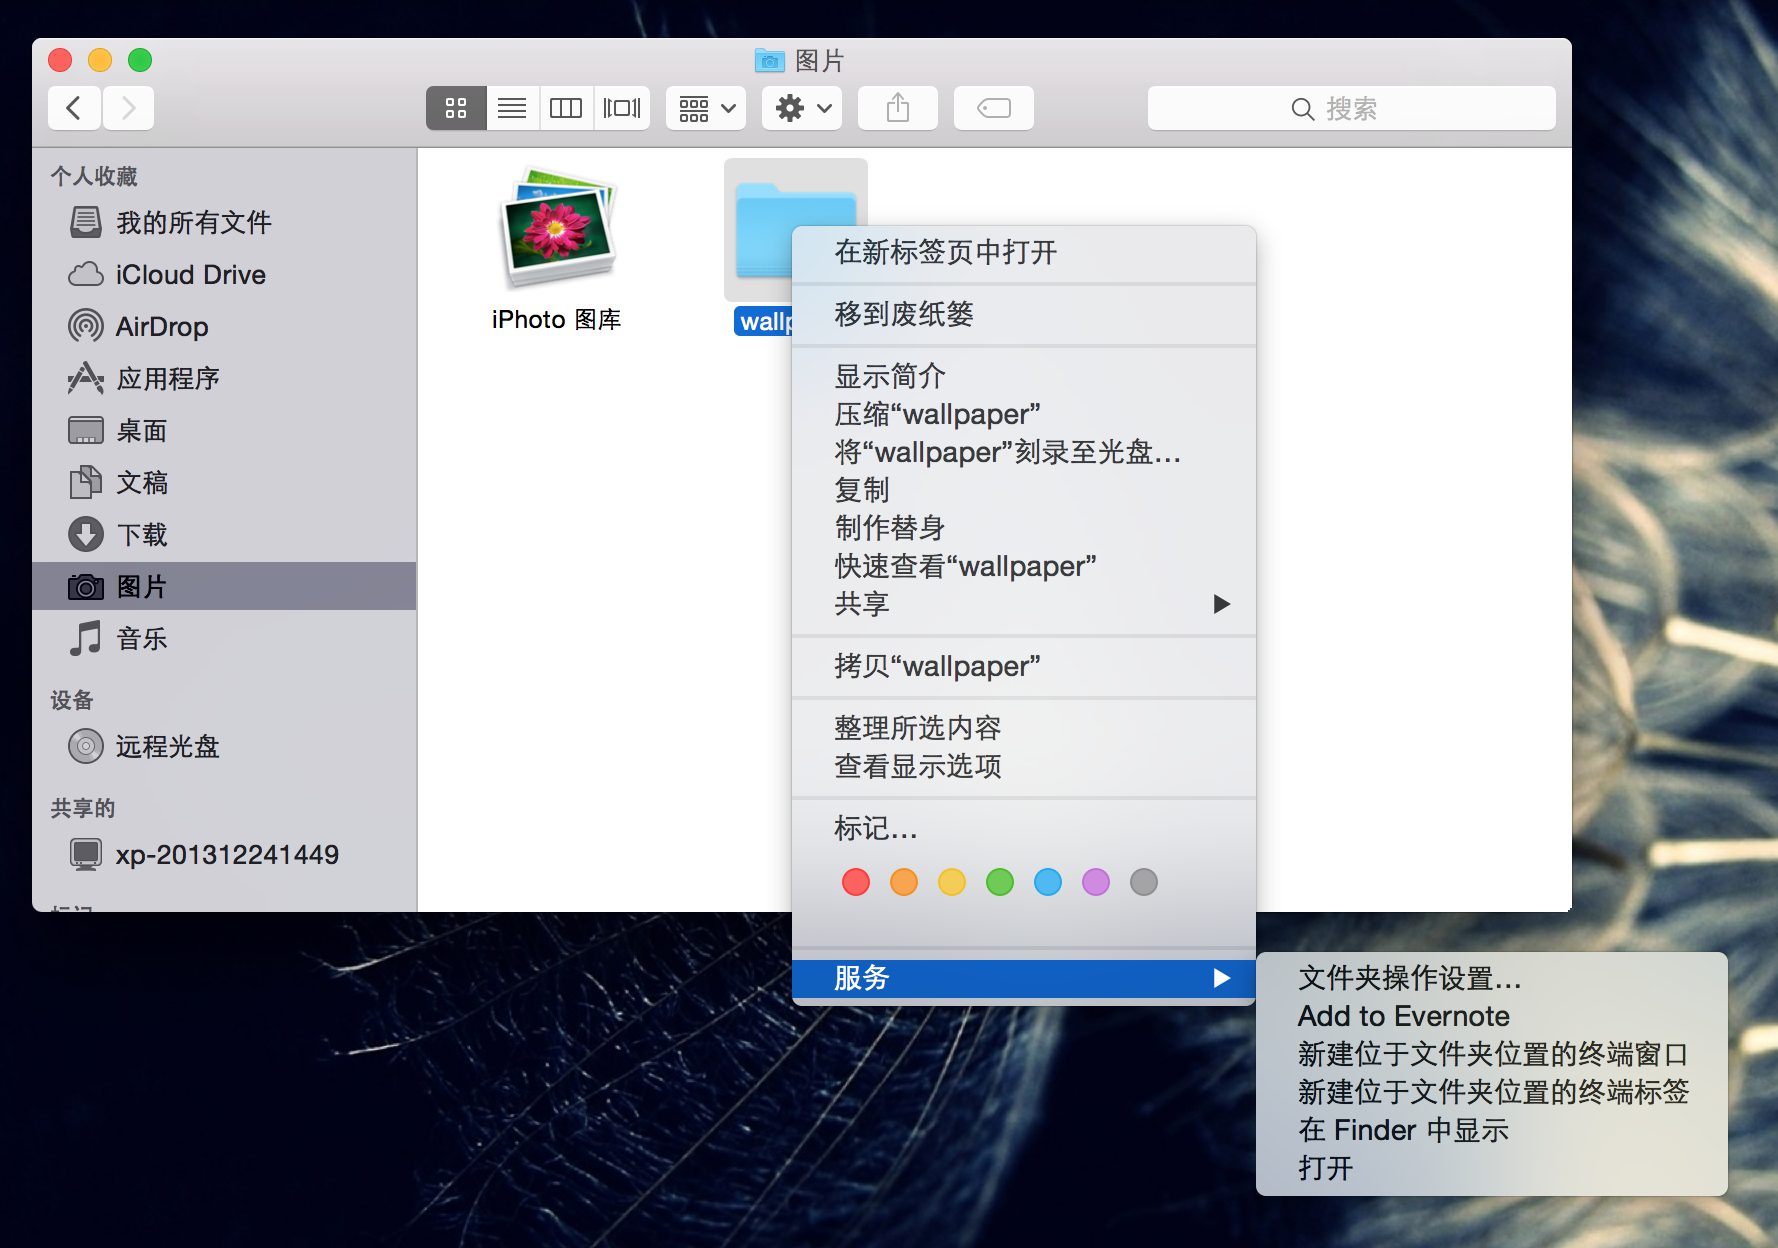 图片
搜索
个人收藏
我的所有文件
iCloud Drive
AirDrop
应用程序
桌面
文稿
下载
图片
音乐
设备
远程光盘
共享的
xp-201312241449
iPhoto 图库
在新标签页中打开
移到废纸篓
显示简介
压缩“wallpaper”
将“wallpaper”刻录至光盘...
复制
制作替身
快速查看“wallpaper”
共享
拷贝“wallpaper”
整理所选内容
查看显示选项
标记...
服务
文件夹操作设置...
Add to Evernote
新建位于文件夹位置的终端窗口
新建位于文件夹位置的终端标签
在 Finder 中显示
打开